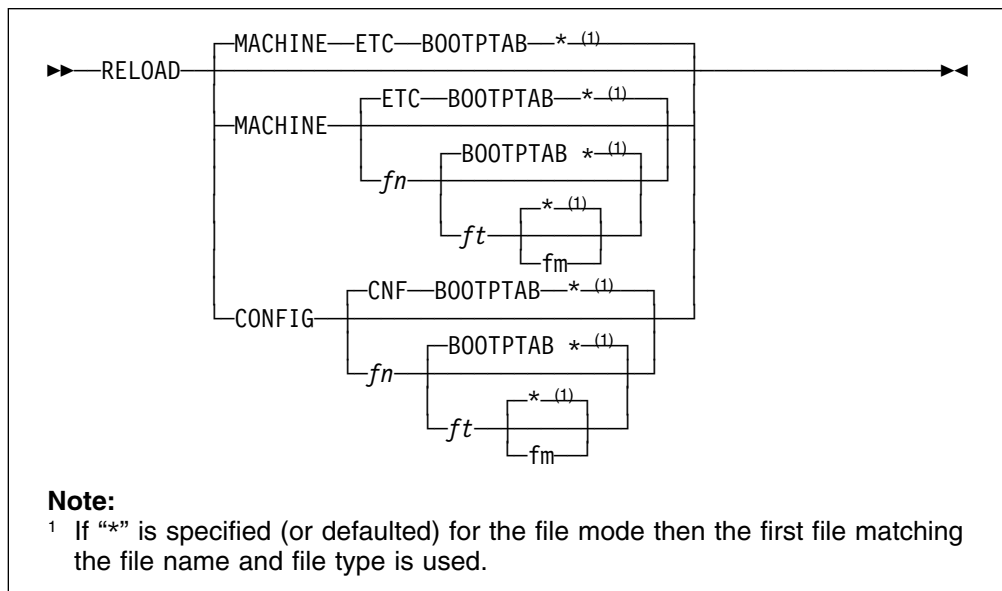 MACHINE ETC BOOTPTAB * (1)
RELOAD
ETC BOOTPTAB * (1)
MACHINE
BOOTPTAB * (1)
fn
* (1)
ft
fm
CNF BOOTPTAB * (1)
CONFIG
BOOTPTAB * (1)
fn
* (1)
ft
fm
Note:
1 If “*” is specified (or defaulted) for the file mode then the first file matching
the file name and file type is used.